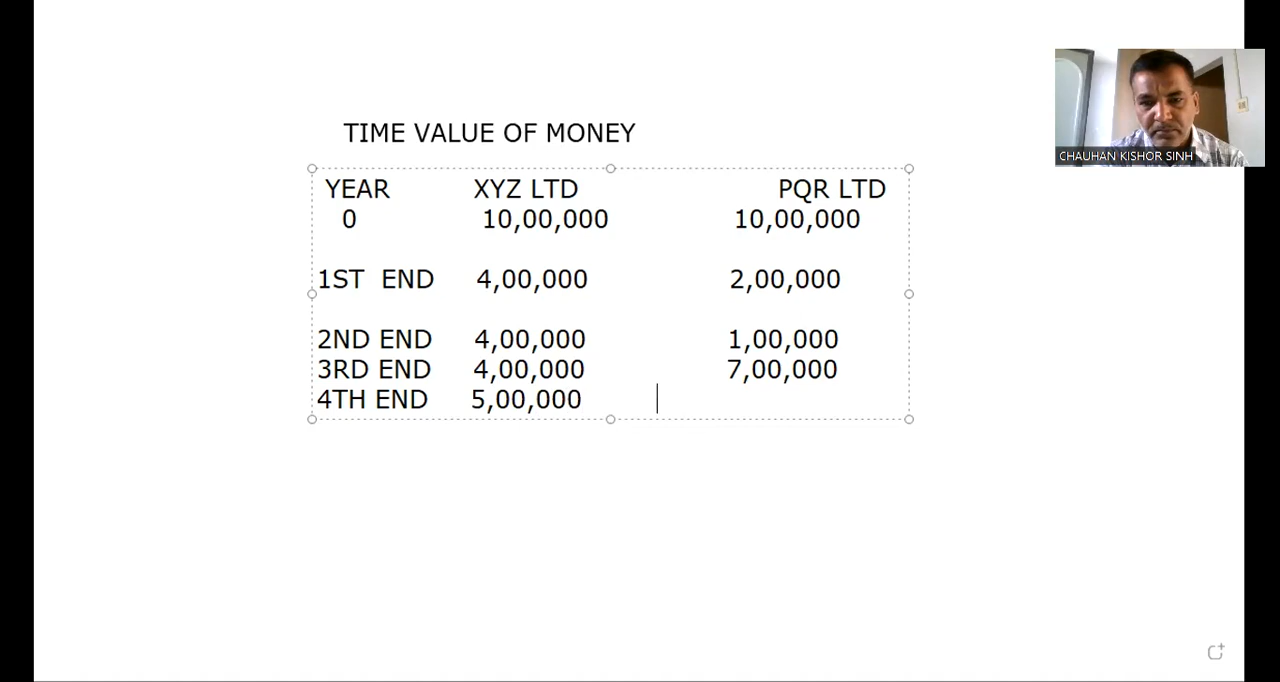 TIME VALUE OF MONEY
YEAR XYZ LTD PQR LTD
0 10,00,000 10,00,000
1ST END 4,00,000 2,00,000
2ND END 4,00,000 1,00,000
3RD END 4,00,000 7,00,000
4TH END 5,00,000
CHAUHAN KISHOR SINH